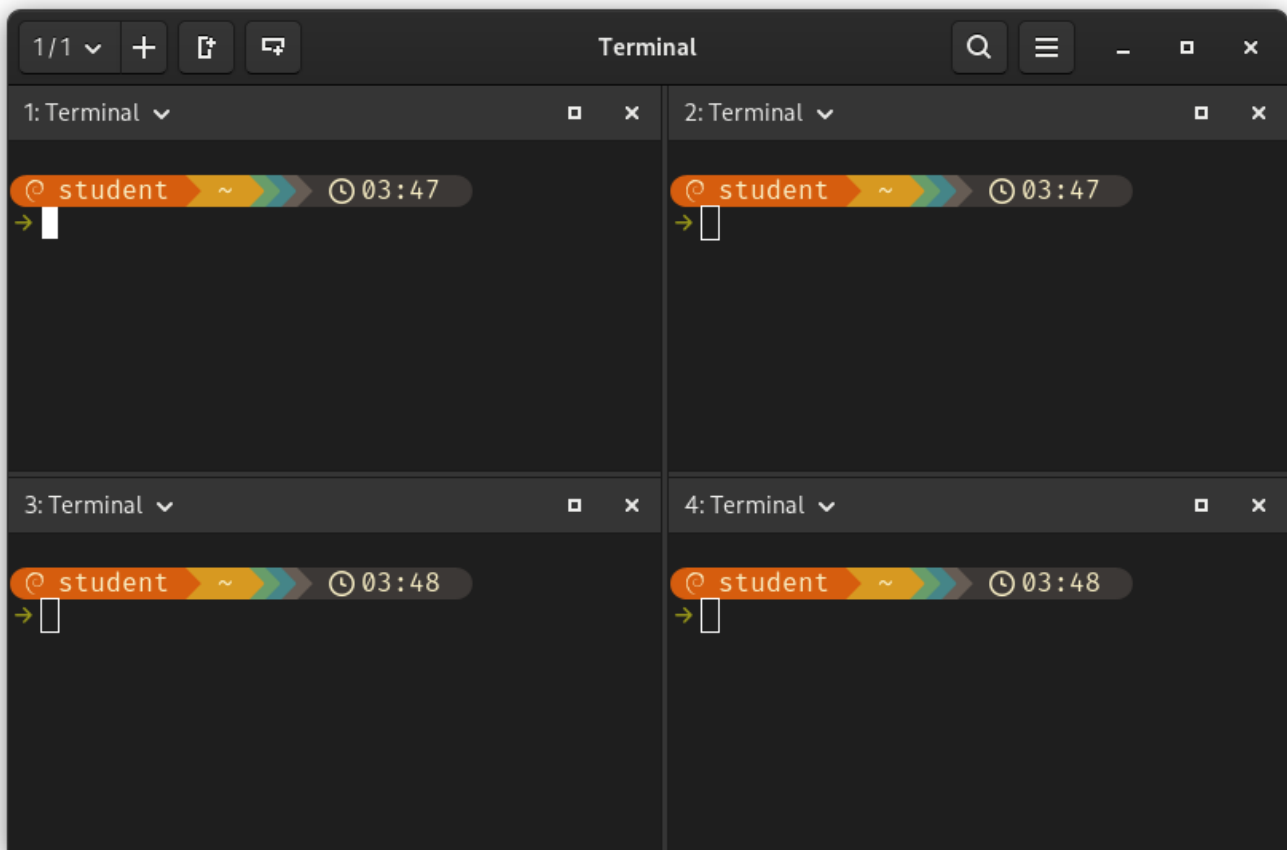 1/1 Terminal
1: Terminal
student ~ 03:47
→
2: Terminal
student ~ 03:47
→
3: Terminal
student ~ 03:48
→
4: Terminal
student ~ 03:48
→